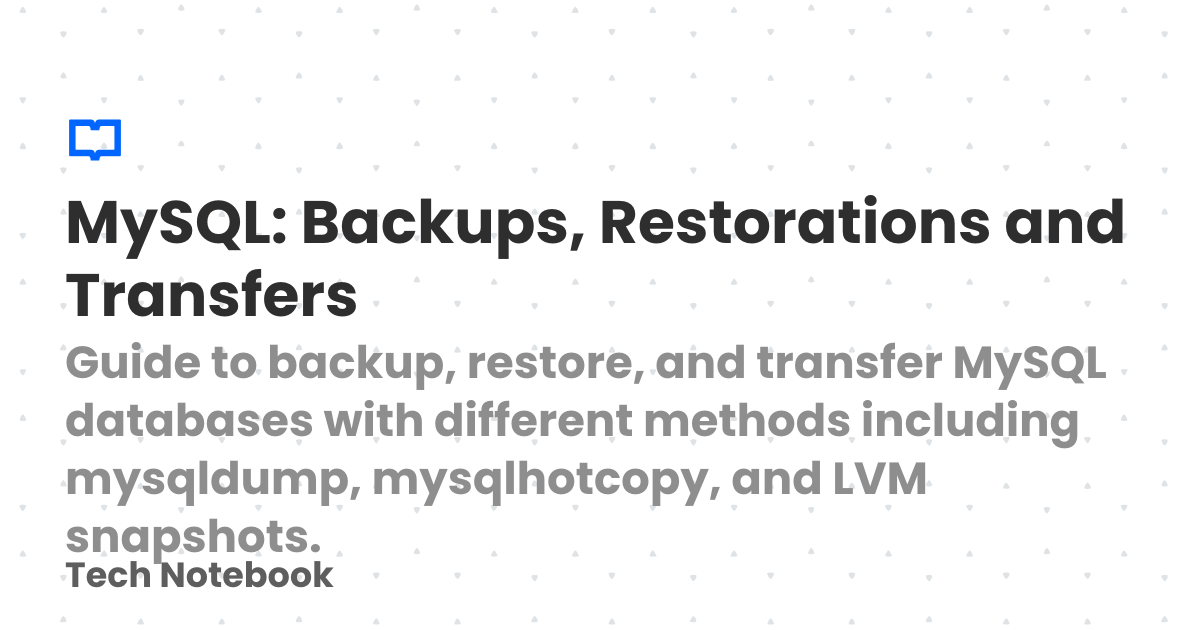 MySQL: Backups, Restorations and
Transfers
Guide to backup, restore, and transfer MySQL
databases with different methods including
mysqldump, mysqlhotcopy, and LVM
snapshots.
Tech Notebook